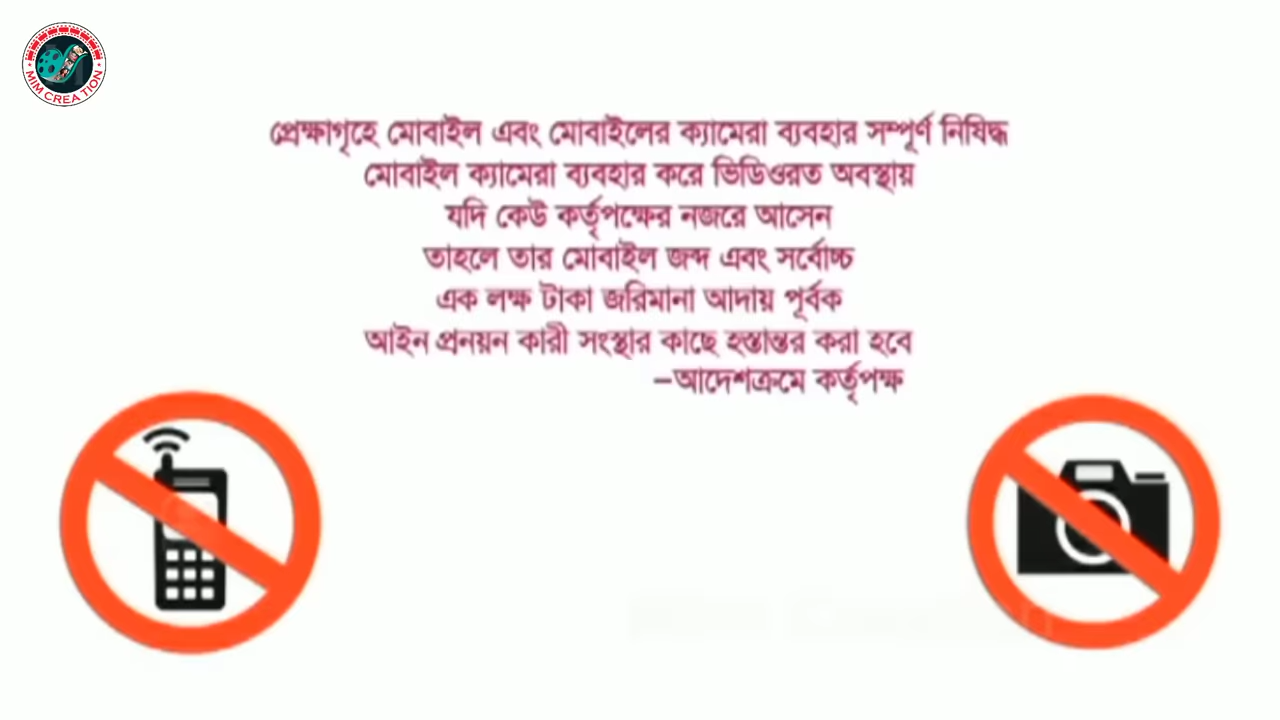 MIM CREATION
প্রেক্ষাগৃহে মোবাইল এবং মোবাইলের ক্যামেরা ব্যবহার সম্পূর্ণ নিষিদ্ধ
মোবাইল ক্যামেরা ব্যবহার করে ভিডিওরত অবস্থায়
যদি কেউ কর্তৃপক্ষের নজরে আসেন
তাহলে তার মোবাইল জব্দ এবং সর্বোচ্চ
এক লক্ষ টাকা জরিমানা আদায় পূর্বক
আইন প্রনয়ন কারী সংস্থার কাছে হস্তান্তর করা হবে
–আদেশক্রমে কর্তৃপক্ষ